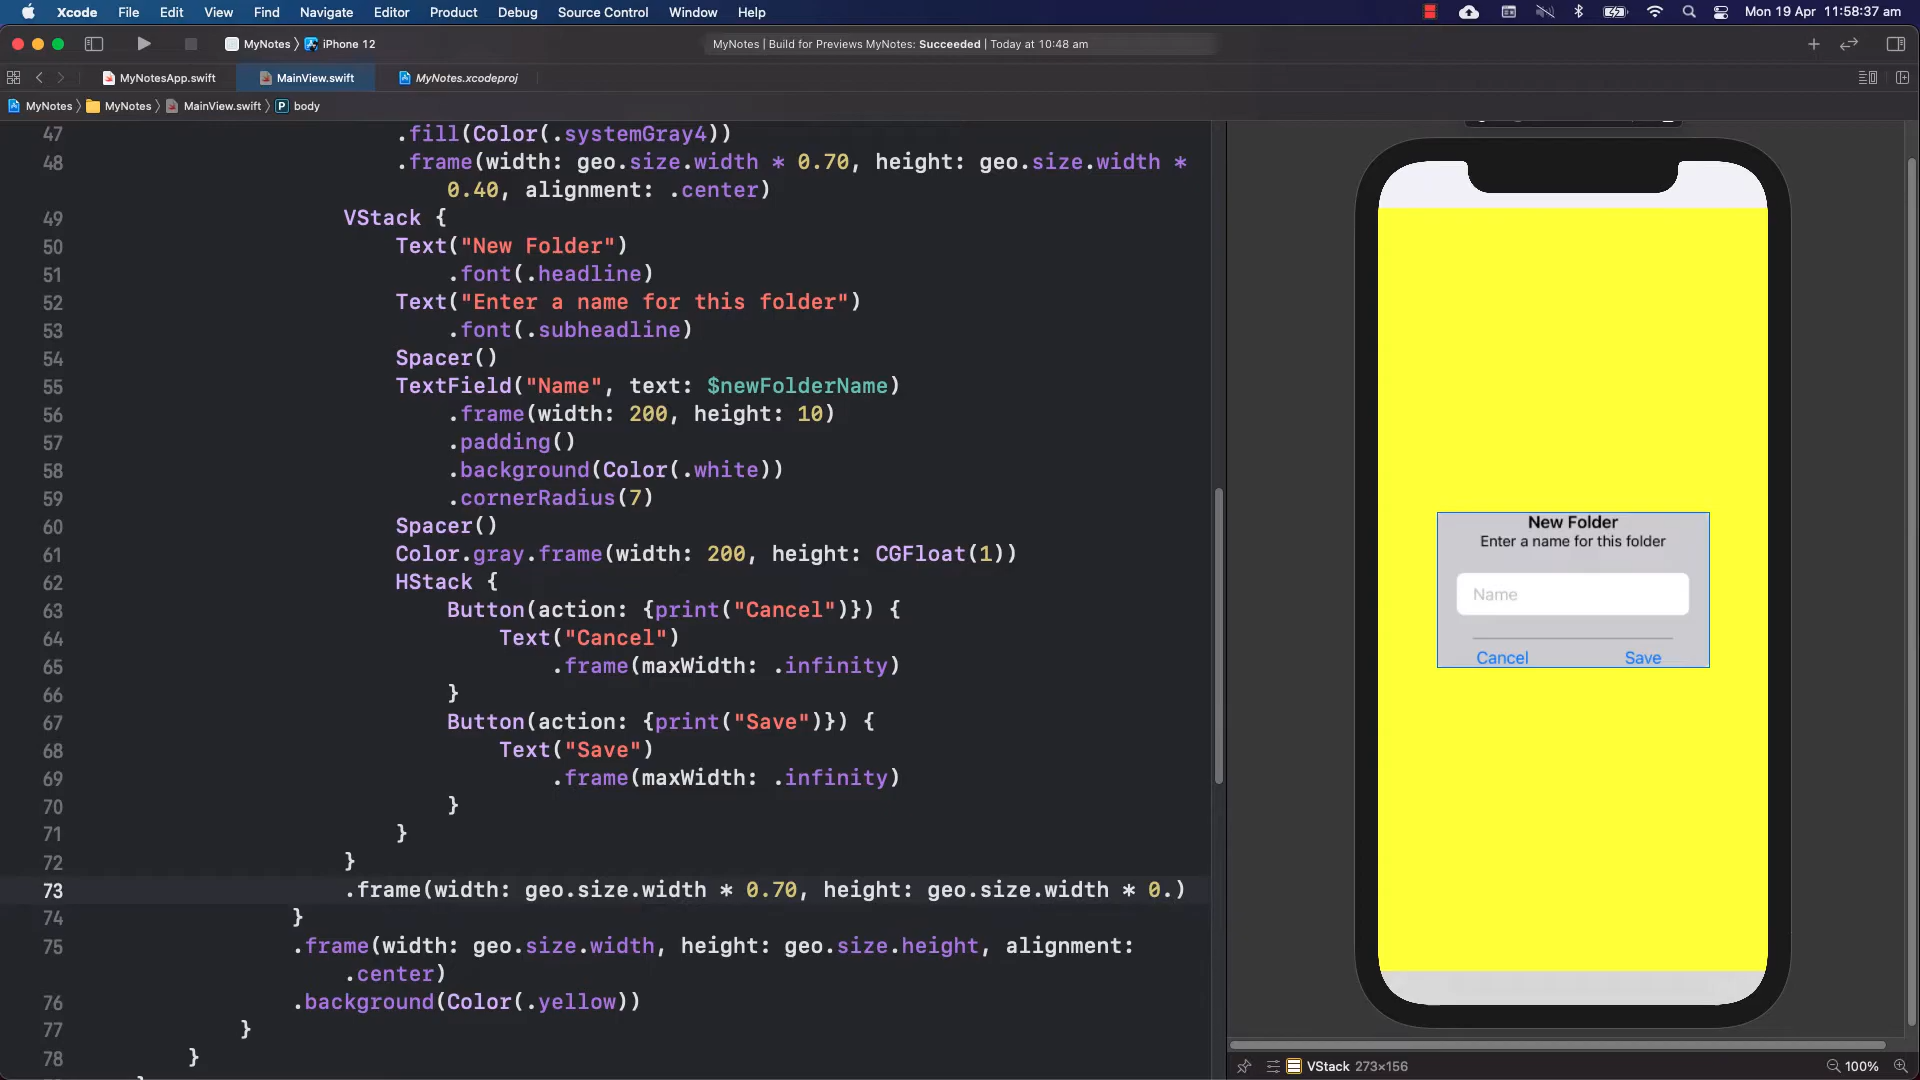 Xcode File Edit View Find Navigate Editor Product Debug Source Control Window Help Mon 19 Apr 11:58:37 am
MyNotes iPhone 12 MyNotes | Build for Previews MyNotes: Succeeded | Today at 10:48 am
MyNotesApp.swift MainView.swift MyNotes.xcodeproj
MyNotes MyNotes MainView.swift P body
47 .fill(Color(.systemGray4))
48 .frame(width: geo.size.width * 0.70, height: geo.size.width *
0.40, alignment: .center)
49 VStack {
50 Text("New Folder")
51 .font(.headline)
52 Text("Enter a name for this folder")
53 .font(.subheadline)
54 Spacer()
55 TextField("Name", text: $newFolderName)
56 .frame(width: 200, height: 10)
57 .padding()
58 .background(Color(.white))
59 .cornerRadius(7)
60 Spacer()
61 Color.gray.frame(width: 200, height: CGFloat(1))
62 HStack {
63 Button(action: {print("Cancel")}) {
64 Text("Cancel")
65 .frame(maxWidth: .infinity)
66 }
67 Button(action: {print("Save")}) {
68 Text("Save")
69 .frame(maxWidth: .infinity)
70 }
71 }
72 }
73 .frame(width: geo.size.width * 0.70, height: geo.size.width * 0.)
74 }
75 .frame(width: geo.size.width, height: geo.size.height, alignment:
.center)
76 .background(Color(.yellow))
77 }
78 }
New Folder
Enter a name for this folder
Name
Cancel Save
VStack 273×156 100%